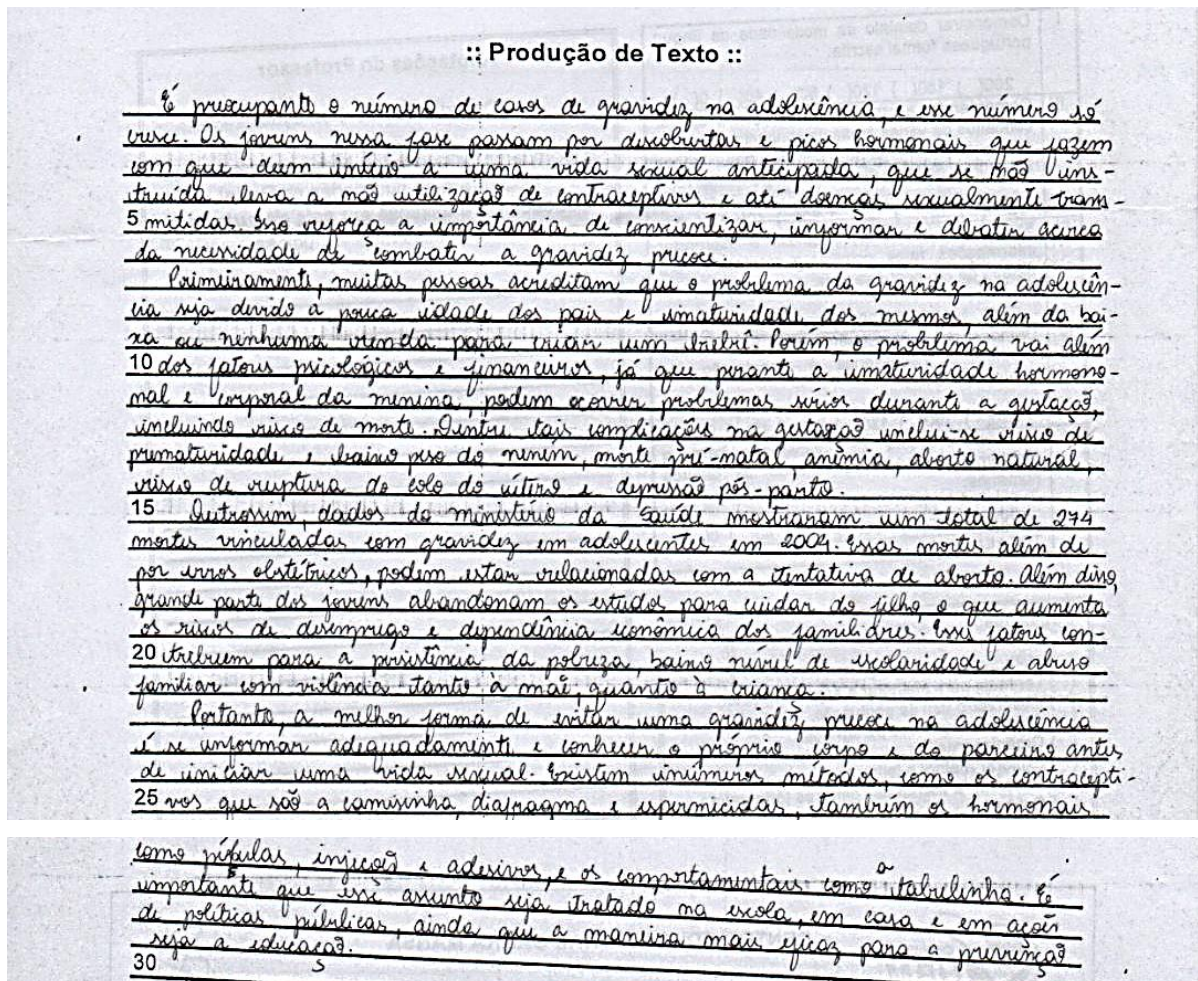 :: Produção de Texto ::
É preocupante o número de casos de gravidez na adolescência, e esse número só
cresce. Os jovens nessa fase passam por descobertas e picos hormonais que fazem
com que deem início a uma vida sexual antecipada, que se não ins-
truída leva a não utilização de contraceptivos e até doenças sexualmente trans-
5 mitidas. Isso reforça a importância de conscientizar, informar e debater acerca
da necessidade de combater a gravidez precoce.
Primeiramente, muitas pessoas acreditam que o problema da gravidez na adolescên-
cia seja devido a pouca idade dos pais e imaturidade dos mesmos, além da bai-
xa ou nenhuma renda para criar um bebê. Porém, o problema vai além
10 dos fatores psicológicos e financeiros, já que perante a imaturidade hormono-
nal e corporal da menina, podem ocorrer problemas sérios durante a gestação,
incluindo risco de morte. Dentre tais complicações na gestação inclui-se risco de
prematuridade e baixo peso do neném, morte pré-natal, anemia, aborto natural,
risco de ruptura do colo do útero e depressão pós-parto.
15 Outrossim, dados do ministério da Saúde mostraram um total de 274
mortes vinculadas com gravidez em adolescentes em 2004. Essas mortes além de
por erros obstétricos, podem estar relacionadas com a tentativa de aborto. Além disso,
grande parte dos jovens abandonam os estudos para cuidar do filho, o que aumenta
os riscos de desemprego e dependência econômica dos familiares. Esses fatores con-
20 tribuem para a persistência da pobreza, baixo nível de escolaridade e abuso
familiar com violência tanto à mãe, quanto à criança.
Portanto, a melhor forma de evitar uma gravidez precoce na adolescência
é se informar adequadamente e conhecer o próprio corpo e do parceiro antes
de iniciar uma vida sexual. Existem inúmeros métodos, como os contracepti-
25 vos que são a camisinha, diafragma e espermicidas, também os hormonais
como pípulas, injeção e adesivos, e os comportamentais como a tabelinha. É
importante que esse assunto seja tratado na escola, em casa e em ações
de políticas públicas, ainda que a maneira mais eficaz para a prevenção
seja a educação.
30